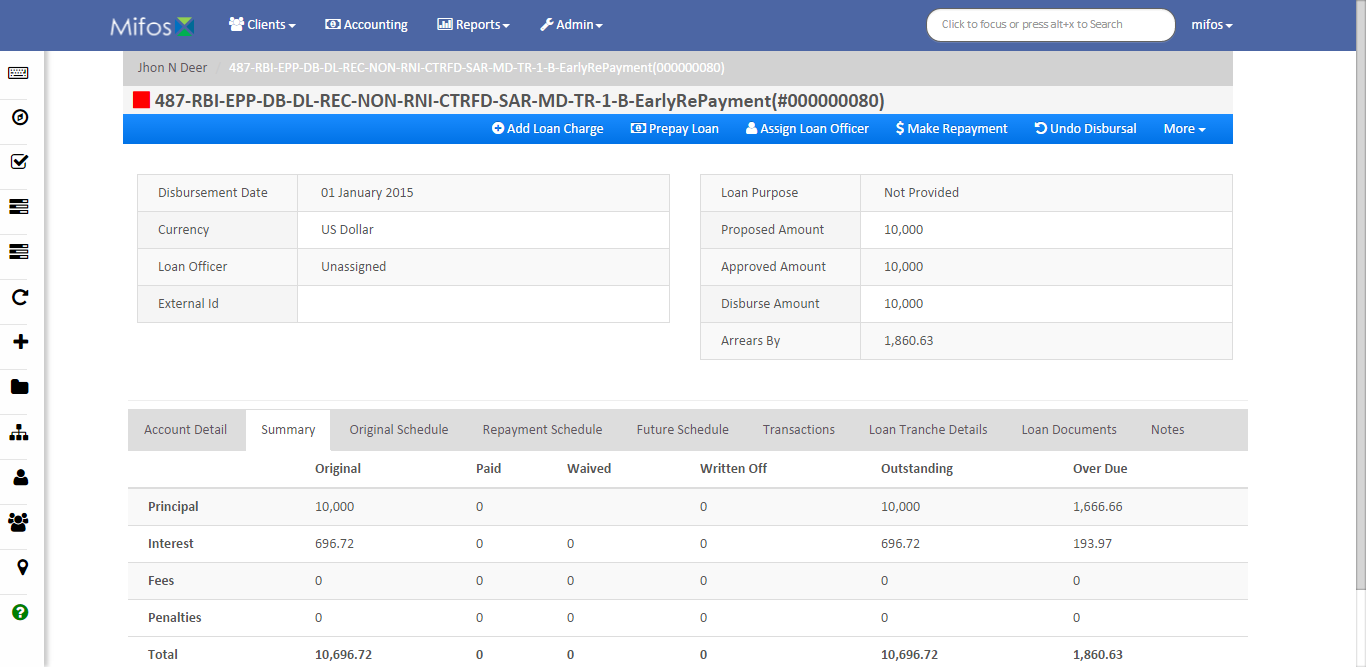 Mifos Clients Accounting Reports Admin Click to focus or press alt+x to Search mifos
Jhon N Deer / 487-RBI-EPP-DB-DL-REC-NON-RNI-CTRFD-SAR-MD-TR-1-B-EarlyRePayment(000000080)
487-RBI-EPP-DB-DL-REC-NON-RNI-CTRFD-SAR-MD-TR-1-B-EarlyRePayment(#000000080)
Add Loan Charge Prepay Loan Assign Loan Officer $ Make Repayment Undo Disbursal More
Disbursement Date 01 January 2015
Currency US Dollar
Loan Officer Unassigned
External Id
Loan Purpose Not Provided
Proposed Amount 10,000
Approved Amount 10,000
Disburse Amount 10,000
Arrears By 1,860.63
Account Detail Summary Original Schedule Repayment Schedule Future Schedule Transactions Loan Tranche Details Loan Documents Notes
Original Paid Waived Written Off Outstanding Over Due
Principal 10,000 0 0 10,000 1,666.66
Interest 696.72 0 0 0 696.72 193.97
Fees 0 0 0 0 0 0
Penalties 0 0 0 0 0 0
Total 10,696.72 0 0 0 10,696.72 1,860.63